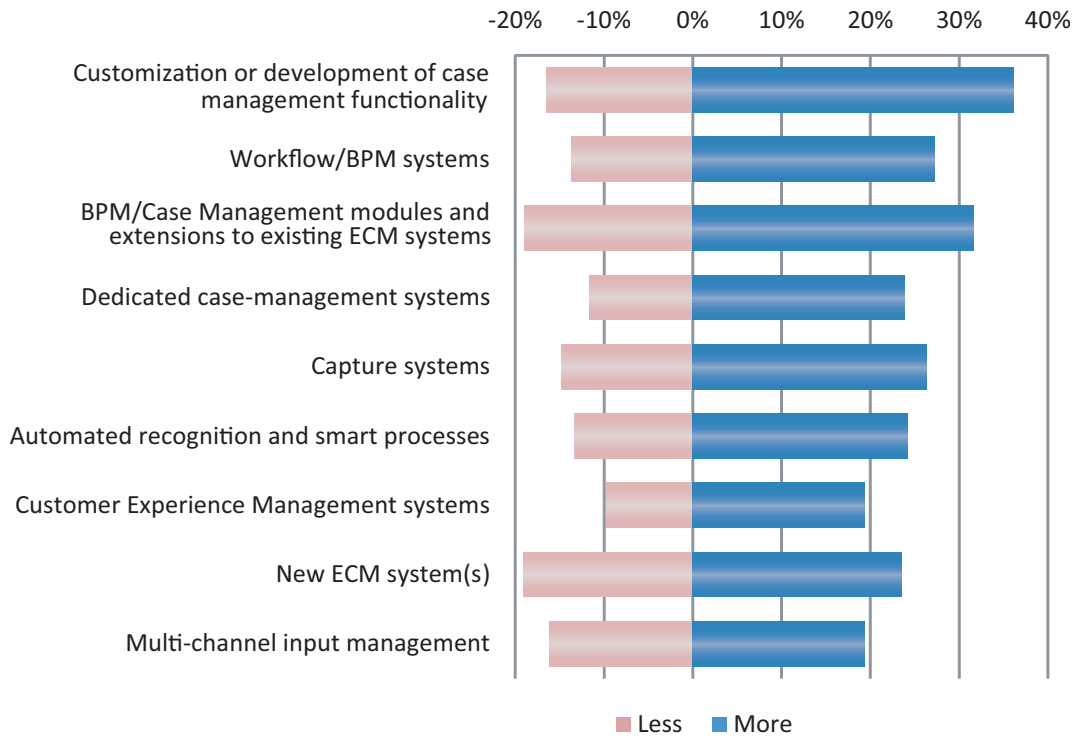 -20% -10% 0% 10% 20% 30% 40%
Customization or development of case
management functionality
Workflow/BPM systems
BPM/Case Management modules and
extensions to existing ECM systems
Dedicated case-management systems
Capture systems
Automated recognition and smart processes
Customer Experience Management systems
New ECM system(s)
Multi-channel input management
Less More